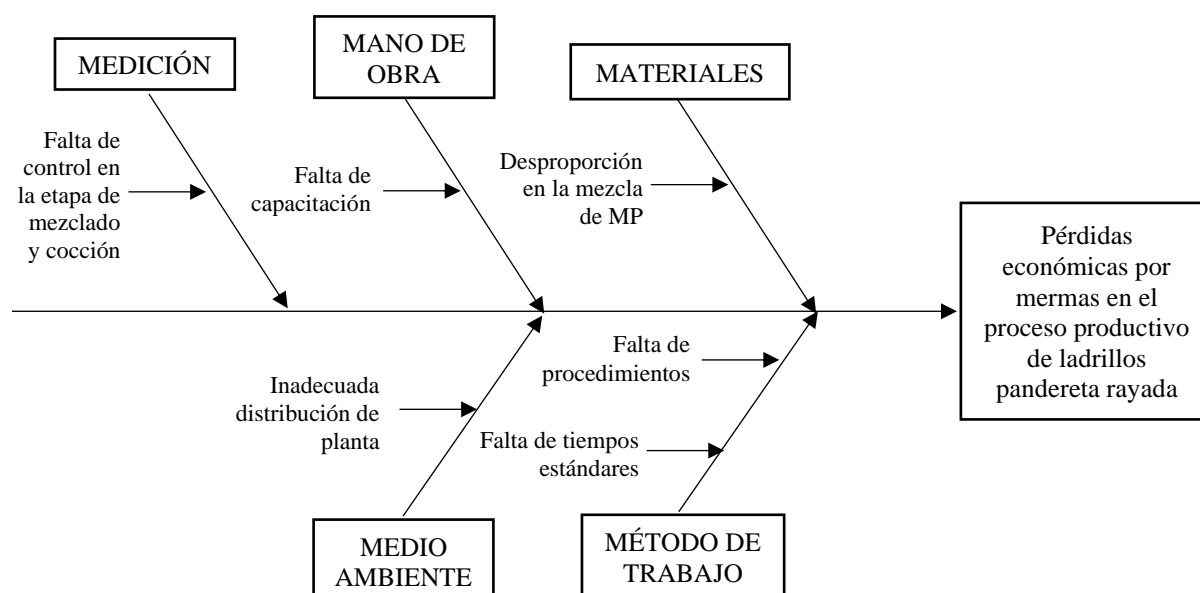 MEDICIÓN
MANO DE
OBRA
MATERIALES
Falta de
control en
la etapa de
mezclado
y cocción
Falta de
capacitación
Desproporción
en la mezcla
de MP
Pérdidas
económicas por
mermas en el
proceso productivo
de ladrillos
pandereta rayada
Inadecuada
distribución de
planta
Falta de
procedimientos
Falta de tiempos
estándares
MEDIO
AMBIENTE
MÉTODO DE
TRABAJO